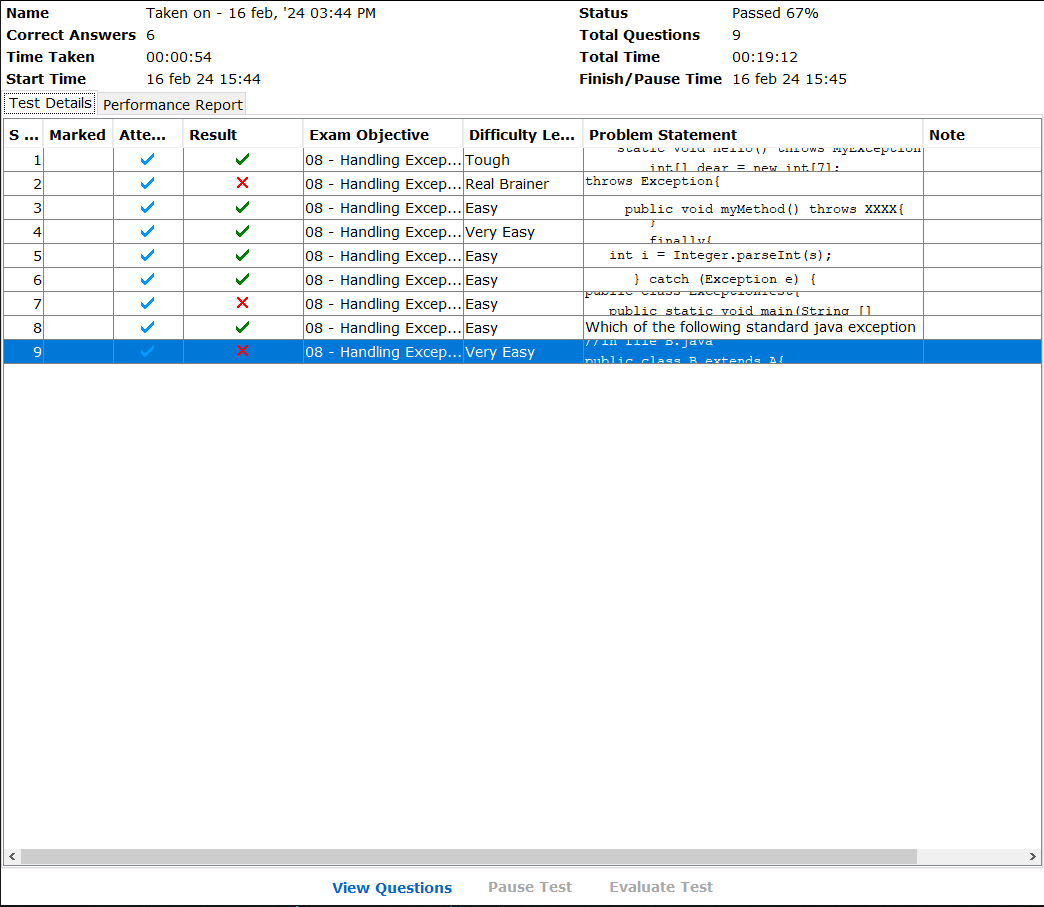 Name Taken on - 16 feb, '24 03:44 PM Status Passed 67%
Correct Answers 6 Total Questions 9
Time Taken 00:00:54 Total Time 00:19:12
Start Time 16 feb 24 15:44 Finish/Pause Time 16 feb 24 15:45
Test Details Performance Report
S ... Marked Atte... Result Exam Objective Difficulty Le... Problem Statement Note
static void hello() throws MyException
1 08 - Handling Excep... Tough
int[] dear = new int[7];
2 08 - Handling Excep... Real Brainer throws Exception{
3 08 - Handling Excep... Easy public void myMethod() throws XXXX{
}
4 08 - Handling Excep... Very Easy
finally{
5 08 - Handling Excep... Easy int i = Integer.parseInt(s);
6 08 - Handling Excep... Easy } catch (Exception e) {
public class ExceptionTest{
7 08 - Handling Excep... Easy
public static void main(String []
8 08 - Handling Excep... Easy Which of the following standard java exception
//in file B.java
9 08 - Handling Excep... Very Easy
public class B extends A{
View Questions Pause Test Evaluate Test